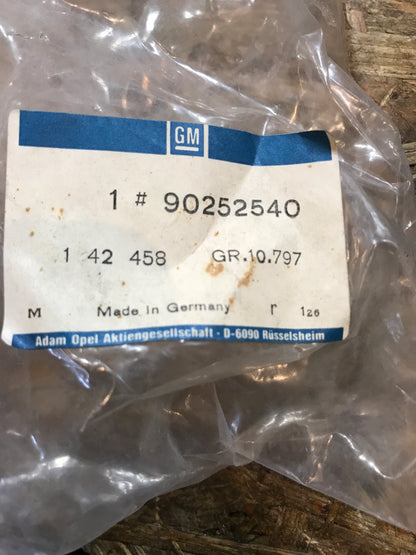 GM
1 # 90252540
1 42 458 GR.10.797
M Made in Germany r 126
Adam Opel Aktiengesellschaft · D-6090 Rüsselsheim